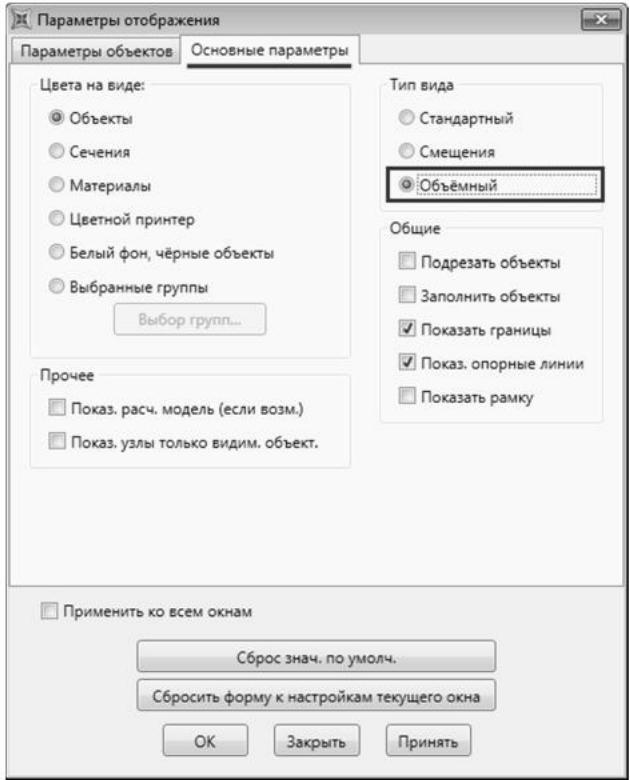 Параметры отображения
Параметры объектов
Основные параметры
Цвета на виде:
Объекты
Сечения
Материалы
Цветной принтер
Белый фон, чёрные объекты
Выбранные группы
Выбор групп...
Прочее
Показ. расч. модель (если возм.)
Показ. узлы только видим. объект.
Тип вида
Стандартный
Смещения
Объёмный
Общие
Подрезать объекты
Заполнить объекты
Показать границы
Показ. опорные линии
Показать рамку
Применить ко всем окнам
Сброс знач. по умолч.
Сбросить форму к настройкам текущего окна
ОК
Закрыть
Принять